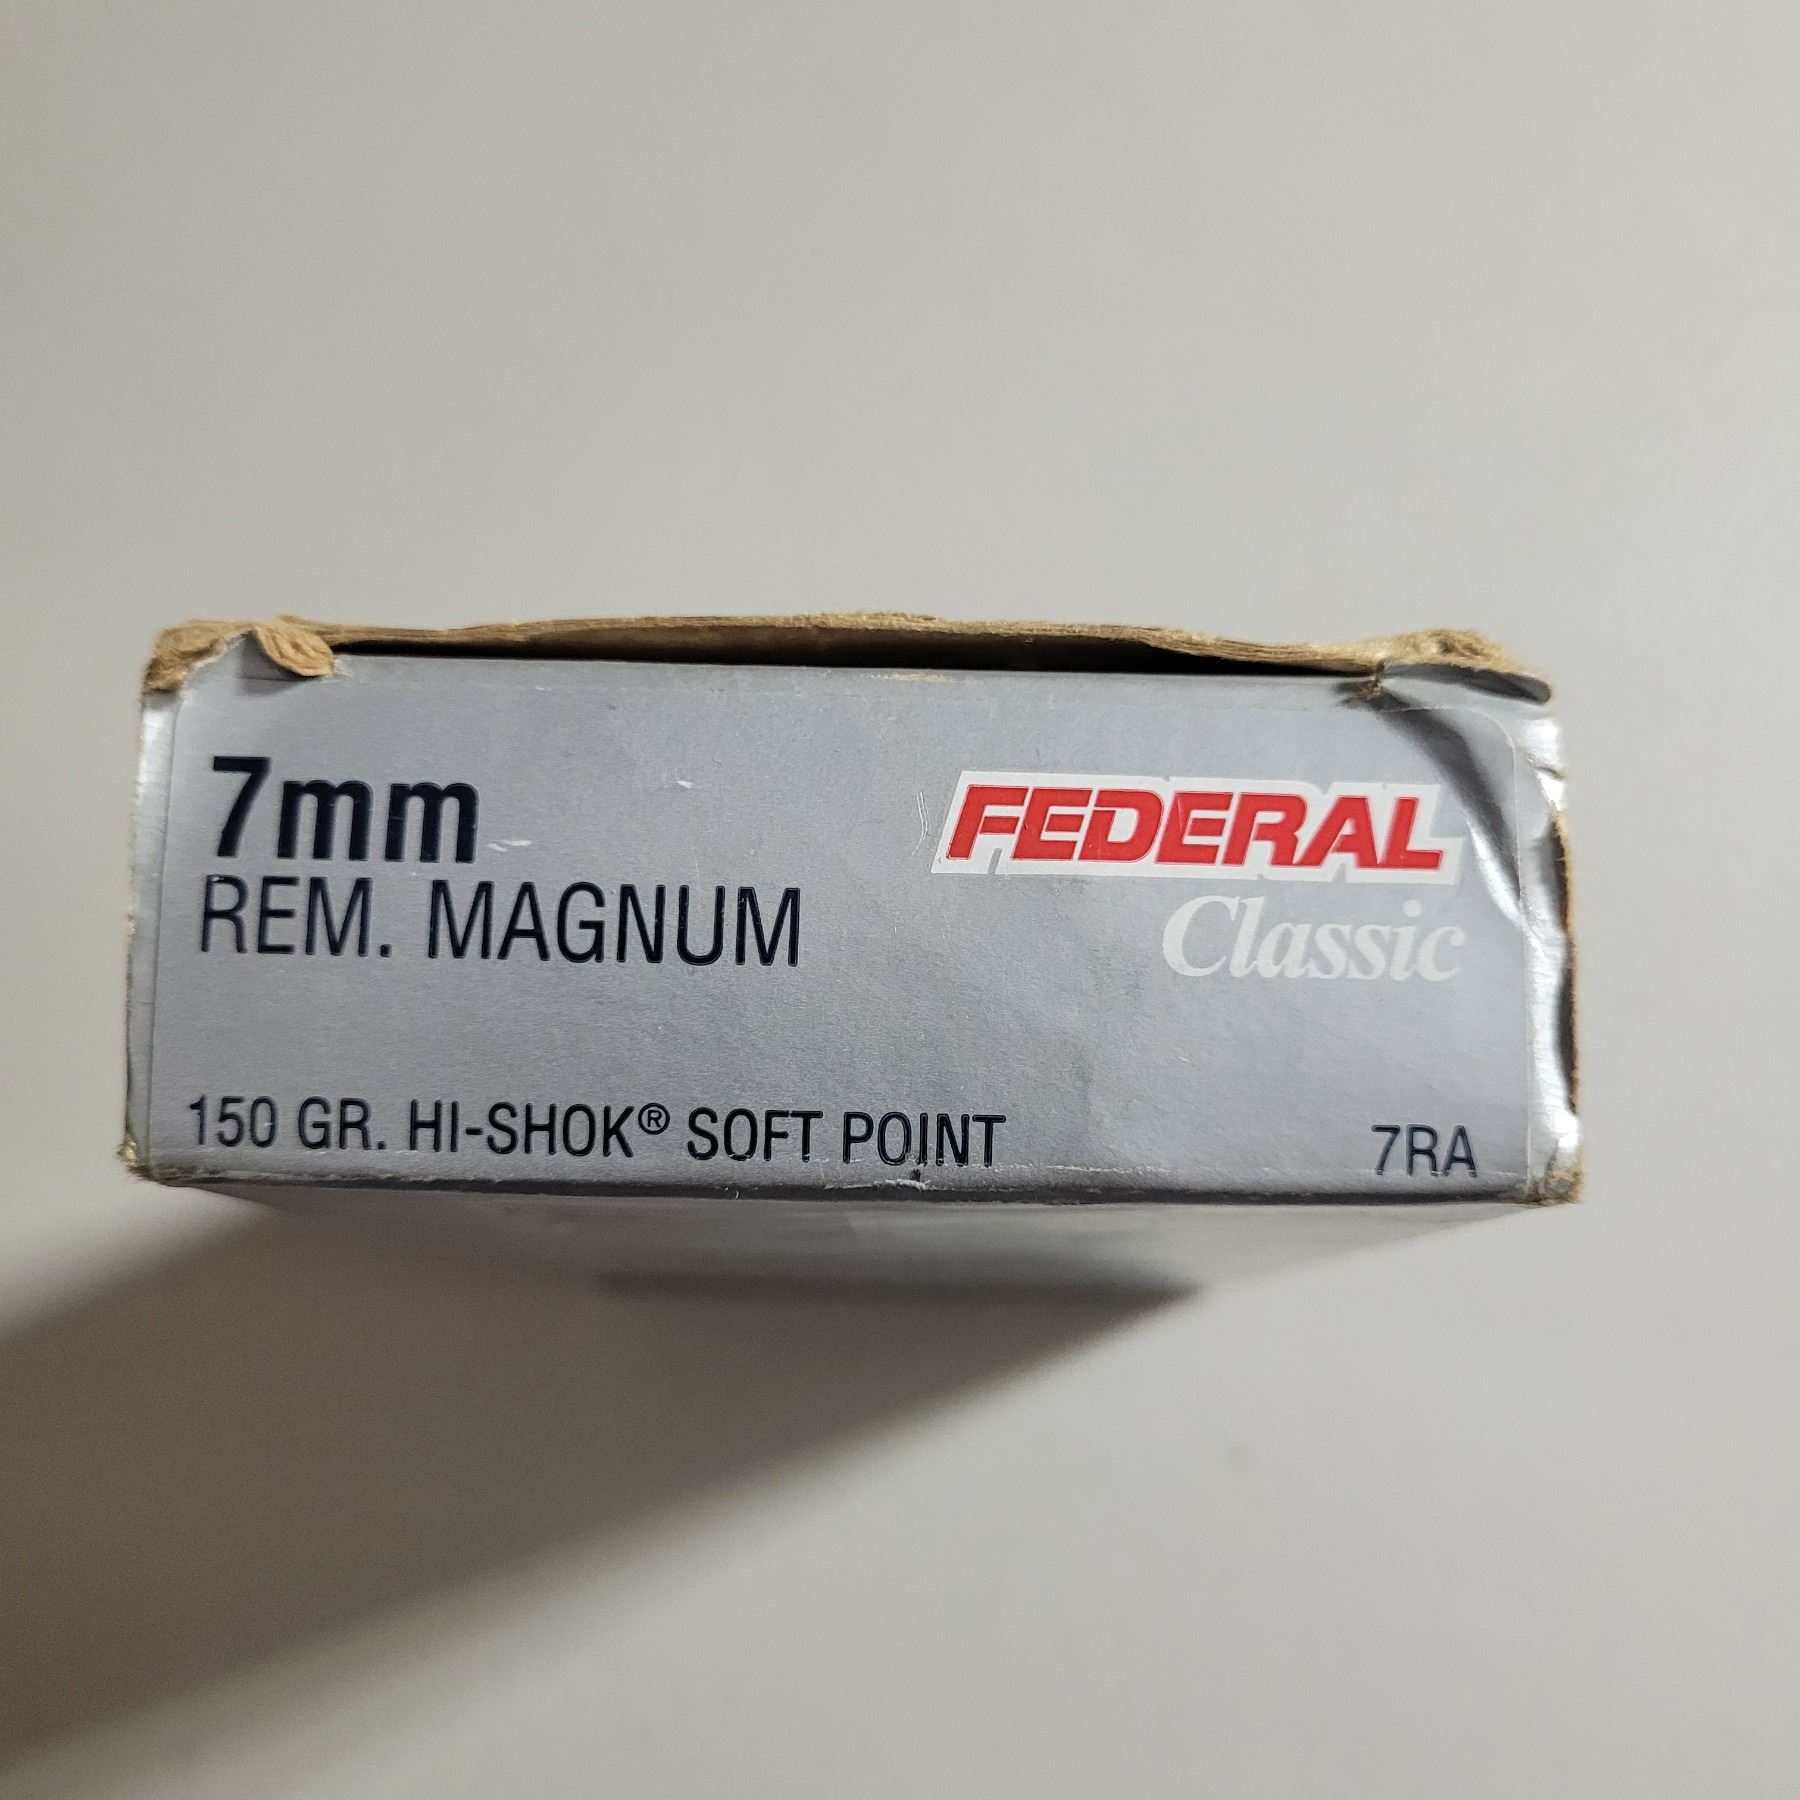 7mm
REM. MAGNUM
FEDERAL
Classic
150 GR. HI-SHOK® SOFT POINT
7RA